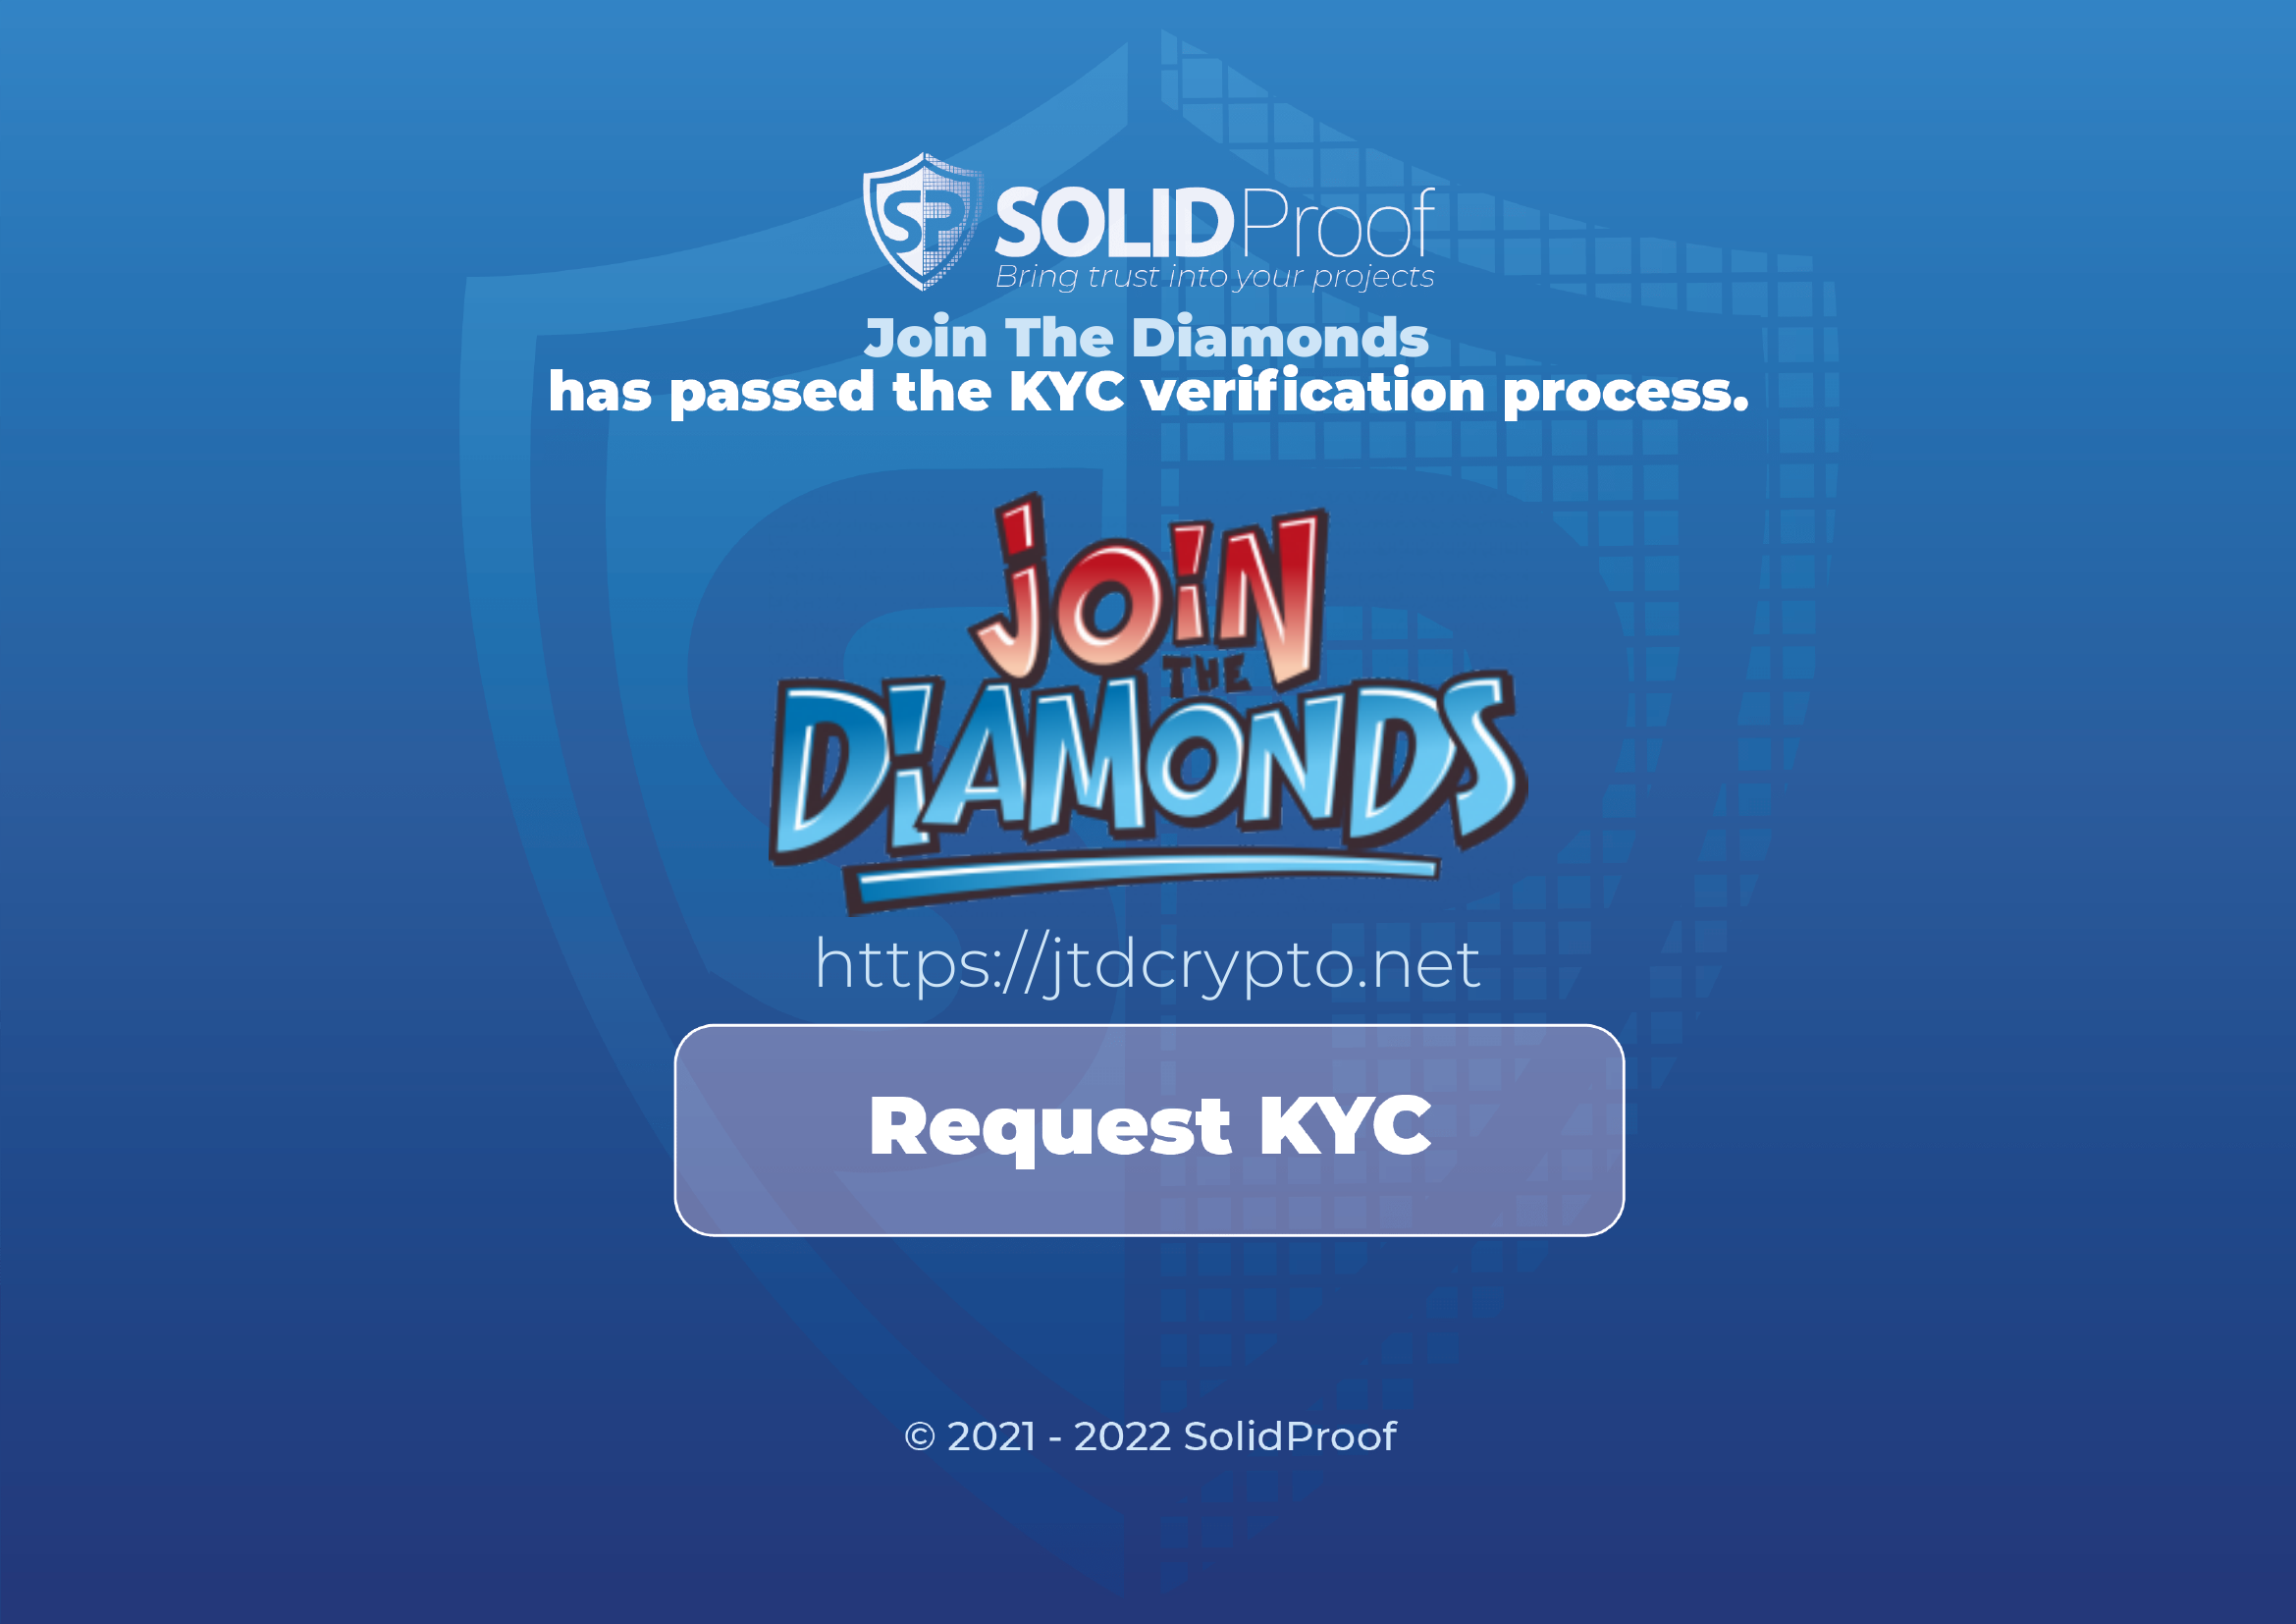 SP SOLIDProof
Bring trust into your projects
Join The Diamonds
has passed the KYC verification process.
JOIN
THE
DIAMONDS
https://jtdcrypto.net
Request KYC
© 2021 - 2022 SolidProof